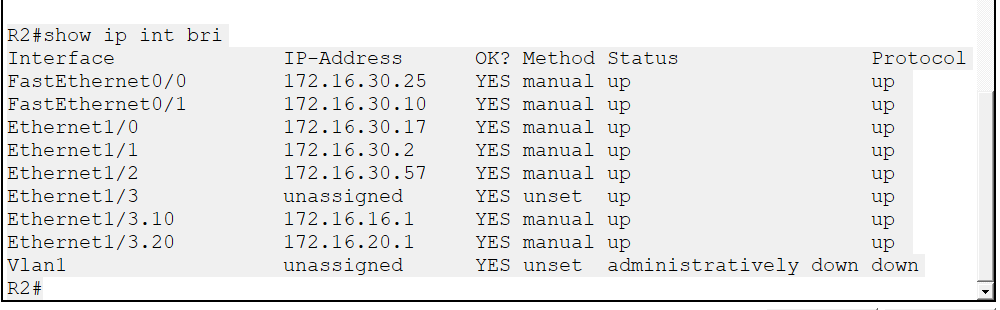 R2#show ip int bri
Interface              IP-Address      OK? Method Status                Protocol
FastEthernet0/0        172.16.30.25    YES manual up                    up
FastEthernet0/1        172.16.30.10    YES manual up                    up
Ethernet1/0            172.16.30.17    YES manual up                    up
Ethernet1/1            172.16.30.2     YES manual up                    up
Ethernet1/2            172.16.30.57    YES manual up                    up
Ethernet1/3            unassigned      YES unset  up                    up
Ethernet1/3.10         172.16.16.1     YES manual up                    up
Ethernet1/3.20         172.16.20.1     YES manual up                    up
Vlan1                  unassigned      YES unset  administratively down down
R2#